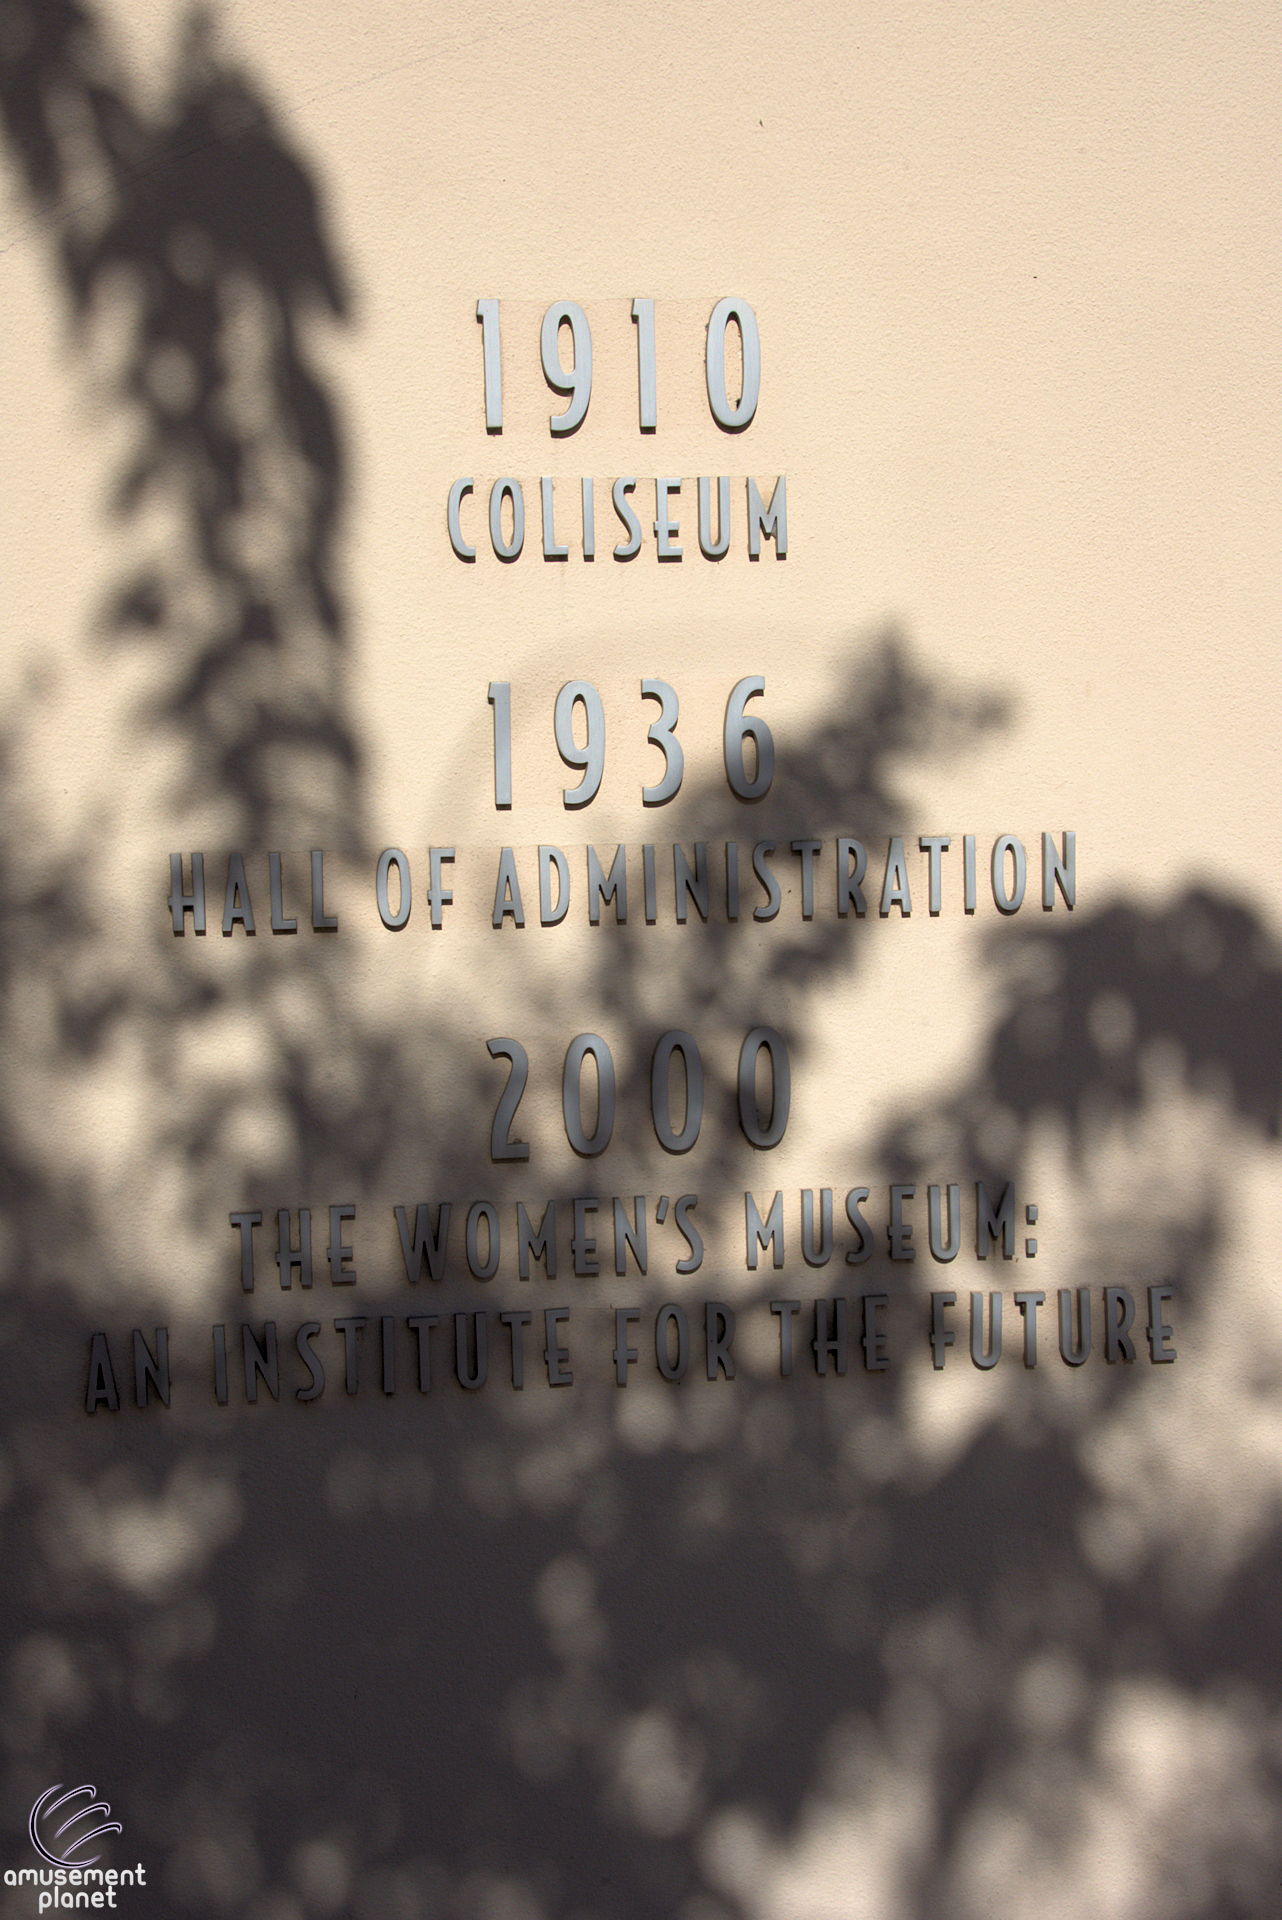 1910
COLISEUM
1936
HALL OF ADMINISTRATION
2000
THE WOMEN'S MUSEUM:
AN INSTITUTE FOR THE FUTURE
amusement
planet